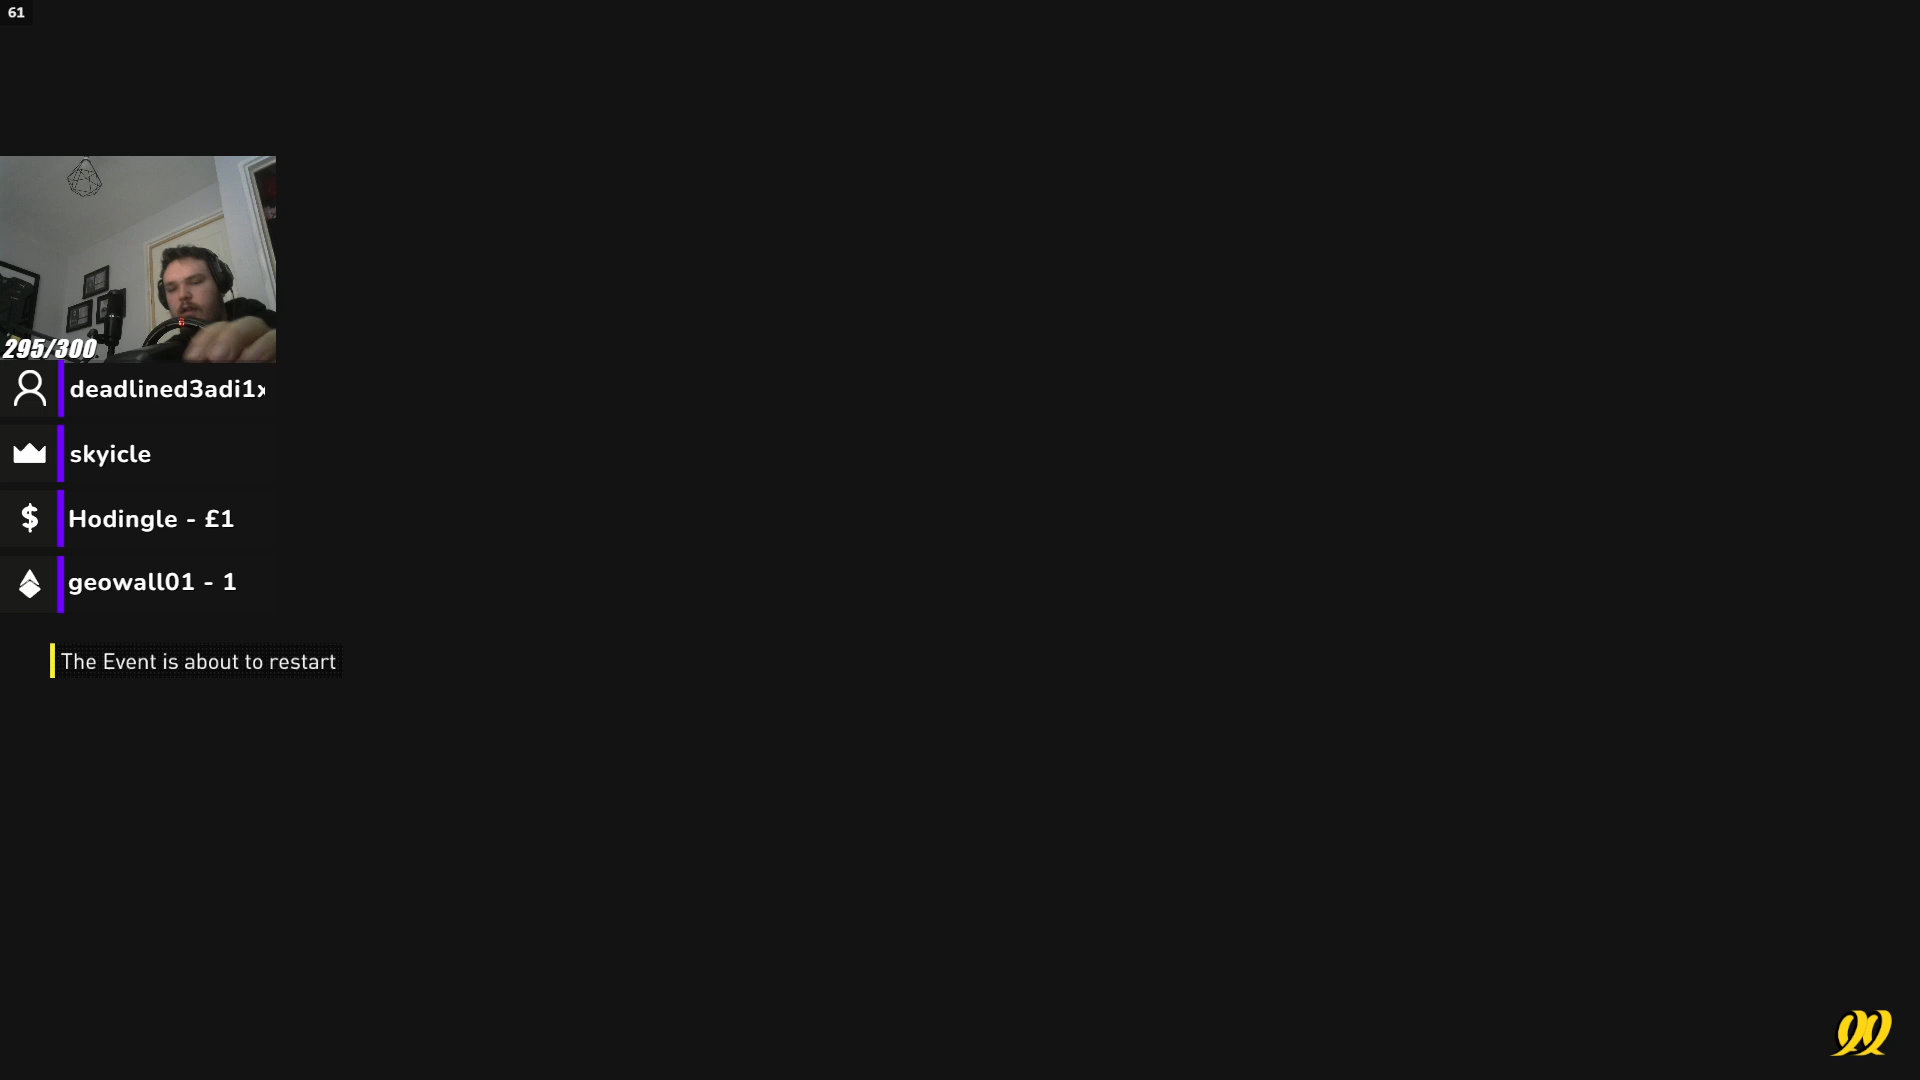 61
295/300
deadlined3adi1x
skyicle
Hodingle - £1
geowall01 - 1
The Event is about to restart